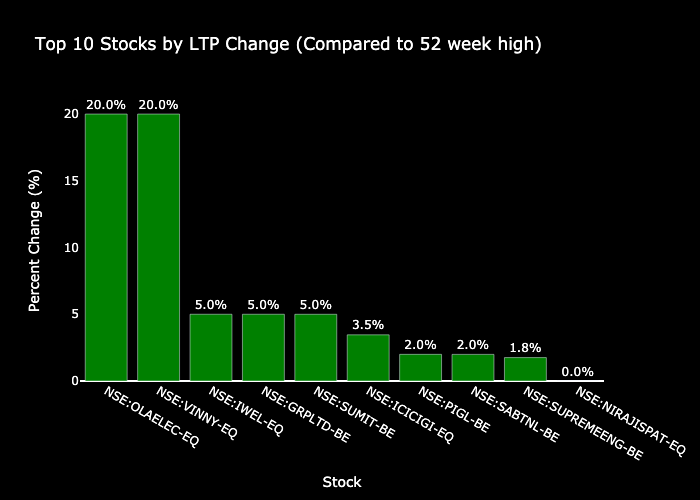 Top 10 Stocks by LTP Change (Compared to 52 week high)
Percent Change (%)
20
15
10
5
0
20.0%
20.0%
5.0%
5.0%
5.0%
3.5%
2.0%
2.0%
1.8%
0.0%
NSE:OLAELEC-EQ
NSE:VINNY-EQ
NSE:IWEL-EQ
NSE:GRPLTD-BE
NSE:SUMIT-BE
NSE:ICICIGI-EQ
NSE:PIGL-BE
NSE:SABTNL-BE
NSE:SUPREMEENG-BE
NSE:NIRAJISPAT-EQ
Stock